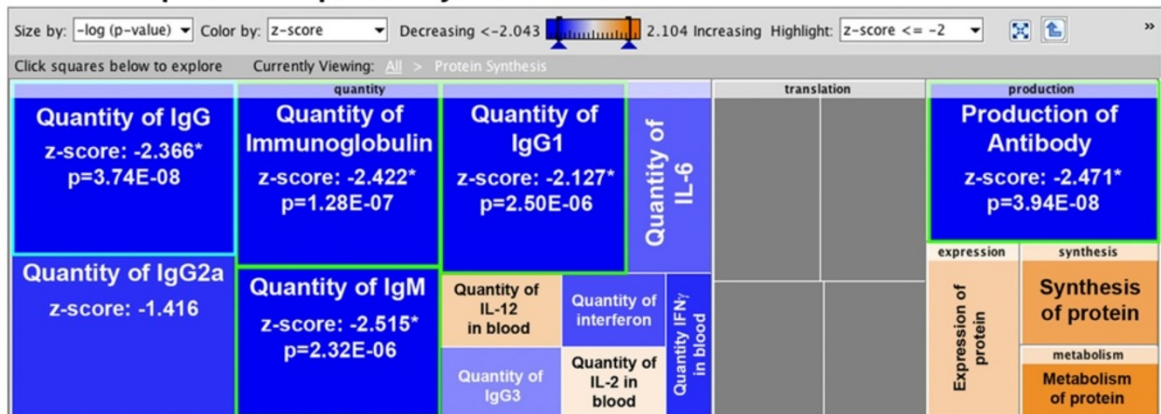 Size by: -log (p-value) Color by: z-score Decreasing <-2.043 2.104 Increasing Highlight: z-score <= -2 »
Click squares below to explore Currently Viewing: All > Protein Synthesis
quantity
Quantity of IgG
z-score: -2.366*
p=3.74E-08
Quantity of
Immunoglobulin
z-score: -2.422*
p=1.28E-07
Quantity of
IgG1
z-score: -2.127*
p=2.50E-06
Quantity of
IL-6
Quantity of IgG2a
z-score: -1.416
Quantity of IgM
z-score: -2.515*
p=2.32E-06
Quantity of
IL-12
in blood
Quantity of
interferon
Quantity IFNγ
in blood
Quantity of
IgG3
Quantity of
IL-2 in
blood
translation
production
Production of
Antibody
z-score: -2.471*
p=3.94E-08
expression
Expression of
protein
synthesis
Synthesis
of protein
metabolism
Metabolism
of protein